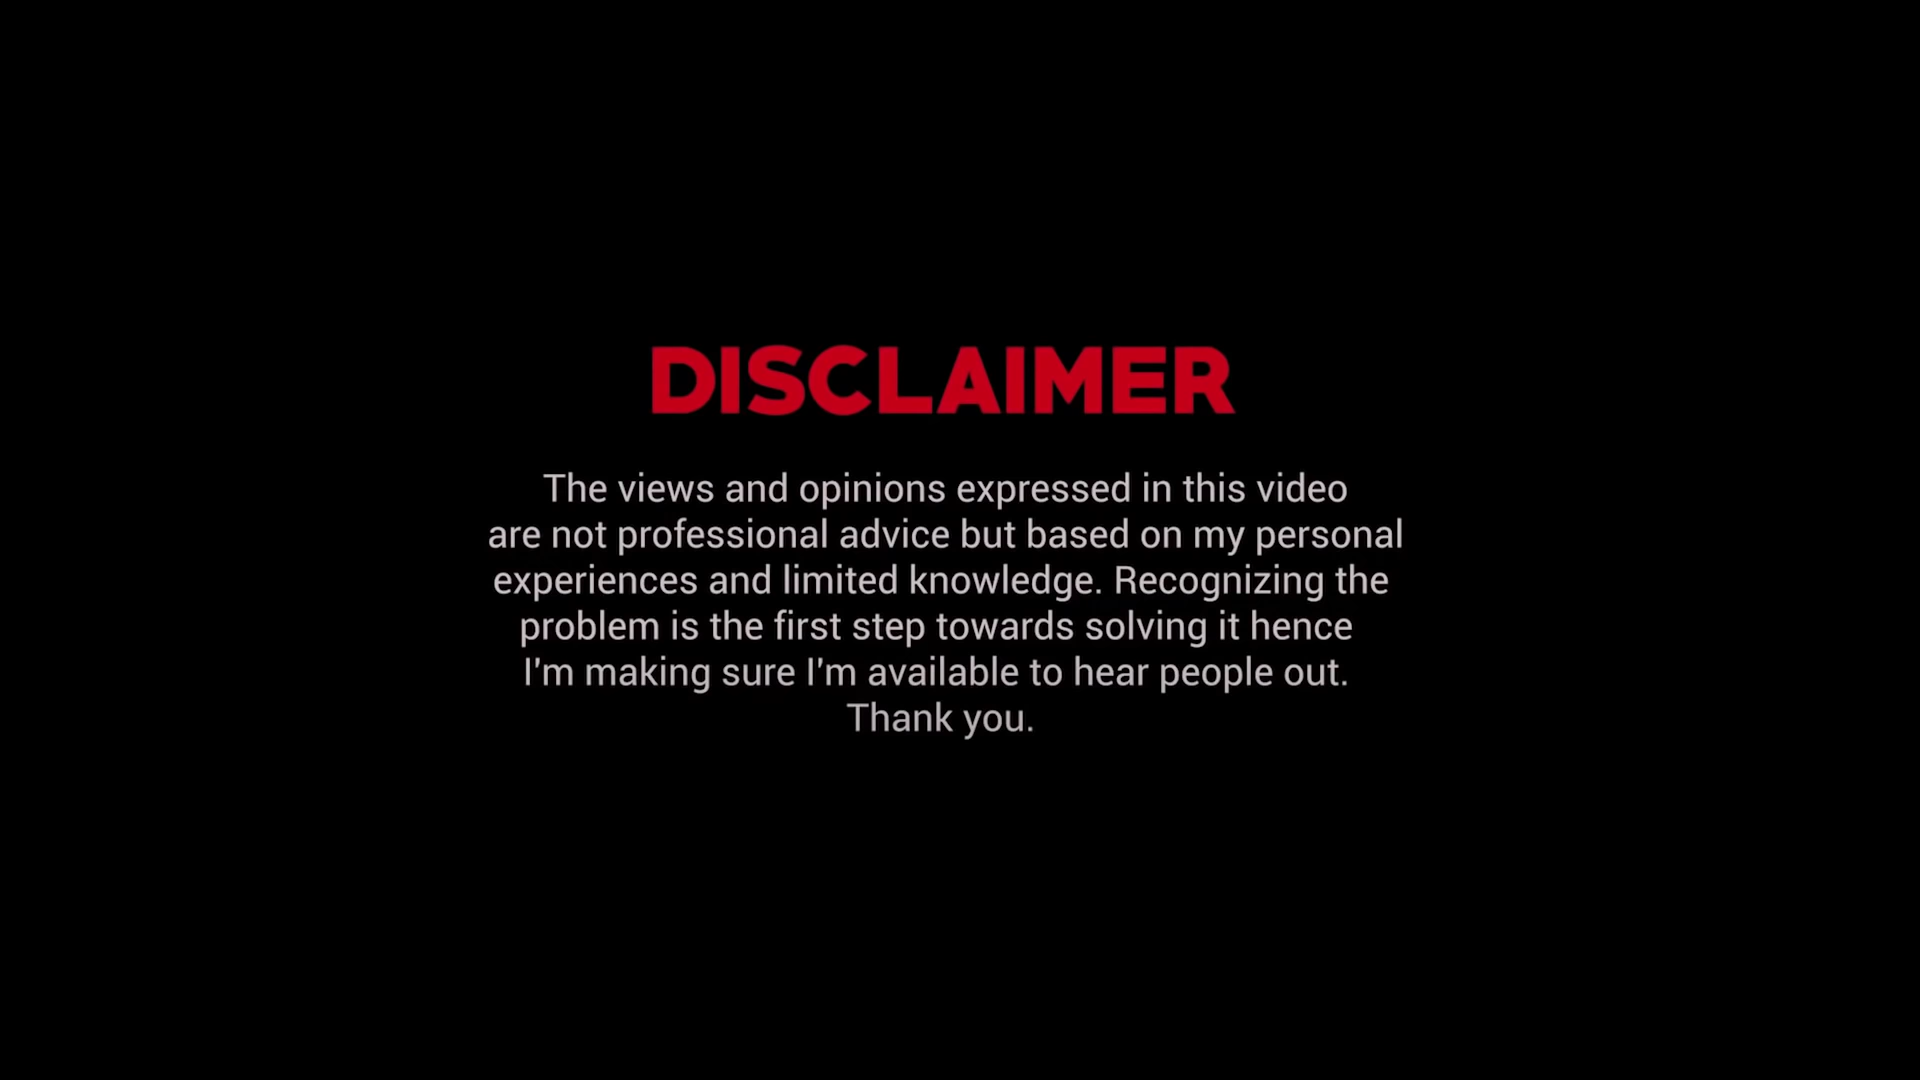 DISCLAIMER
The views and opinions expressed in this video
are not professional advice but based on my personal
experiences and limited knowledge. Recognizing the
problem is the first step towards solving it hence
I'm making sure I'm available to hear people out.
Thank you.